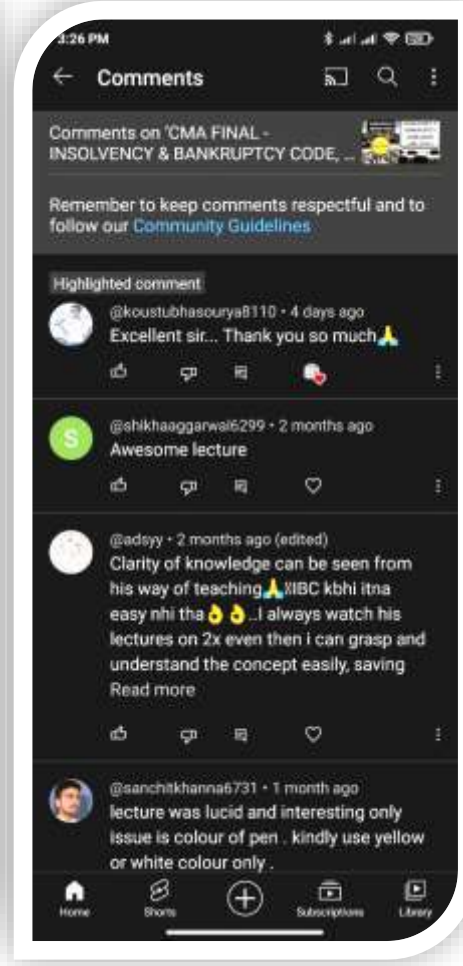 3:26 PM
Comments
Comments on "CMA FINAL -
INSOLVENCY & BANKRUPTCY CODE, ...
Remember to keep comments respectful and to
follow our Community Guidelines
Highlighted comment
@koustubhasourya8110 • 4 days ago
Excellent sir... Thank you so much🙏
S
@shikhaaggarwal6299 • 2 months ago
Awesome lecture
@adsyy • 2 months ago (edited)
Clarity of knowledge can be seen from
his way of teaching🙏 IBC kbhi itna
easy nhi tha👌👌..I always watch his
lectures on 2x even then i can grasp and
understand the concept easily, saving
Read more
@sanchitkhanna6731 • 1 month ago
lecture was lucid and interesting only
issue is colour of pen . kindly use yellow
or white colour only .
Home
Shorts
Subscriptions
Library